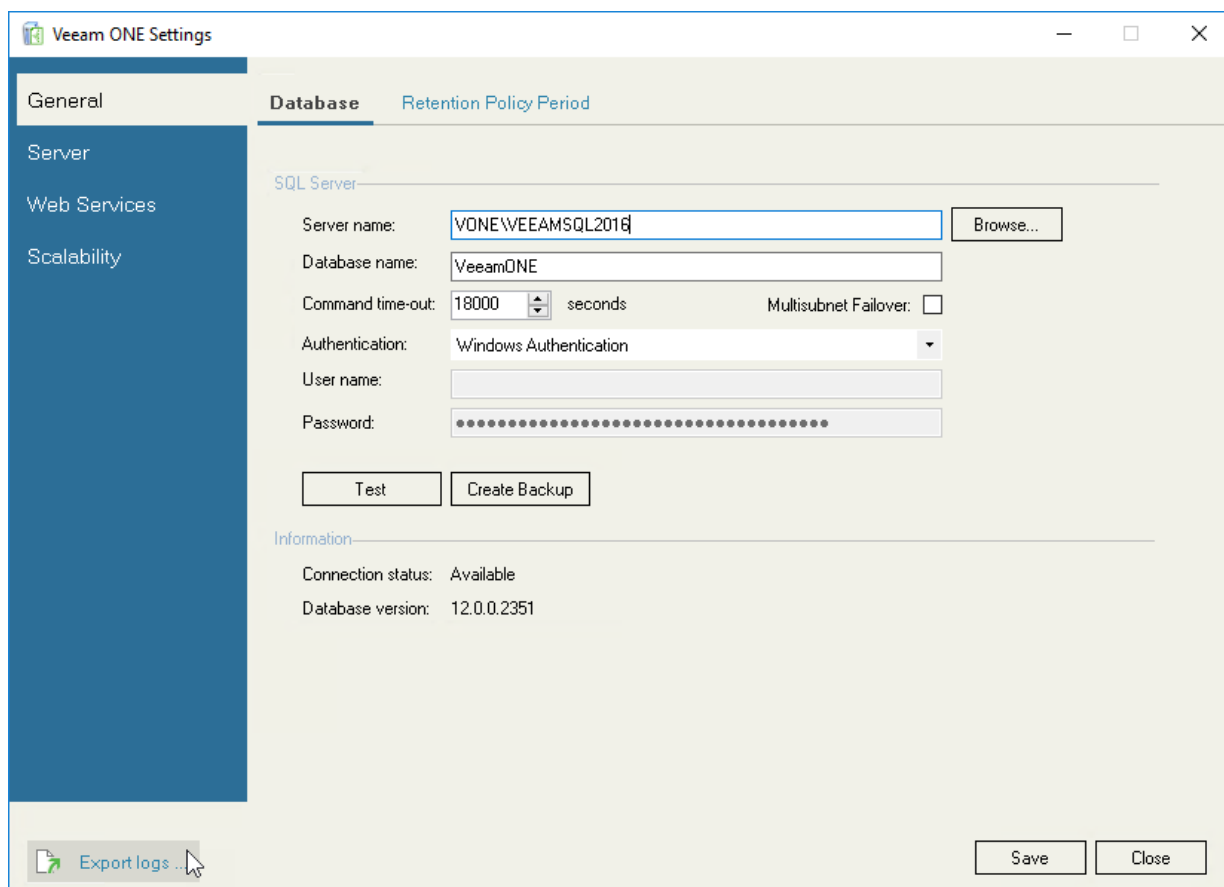 Veeam ONE Settings
General
Server
Web Services
Scalability
Database Retention Policy Period
SQL Server
Server name: VONE\VEEAMSQL2016 Browse...
Database name: VeeamONE
Command time-out: 18000 seconds Multisubnet Failover:
Authentication: Windows Authentication
User name:
Password: ●●●●●●●●●●●●●●●●●●●●●●●●●●●●●●●●●●●●
Test Create Backup
Information
Connection status: Available
Database version: 12.0.0.2351
Export logs ...
Save Close